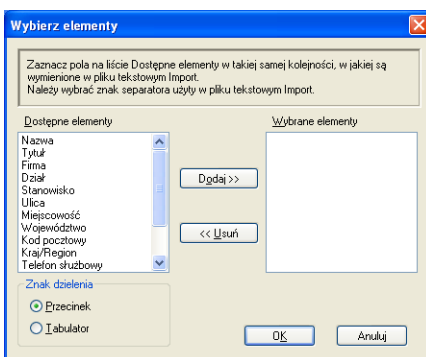 Wybierz elementy
Zaznacz pola na liście Dostępne elementy w takiej samej kolejności, w jakiej są
wymienione w pliku tekstowym Import.
Należy wybrać znak separatora użyty w pliku tekstowym Import.
Dostępne elementy
Wybrane elementy
Nazwa
Tytuł
Firma
Dział
Stanowisko
Ulica
Miejscowość
Województwo
Kod pocztowy
Kraj/Region
Telefon służbowy
Dodaj >>
<< Usuń
Znak dzielenia
Przecinek
Tabulator
OK
Anuluj